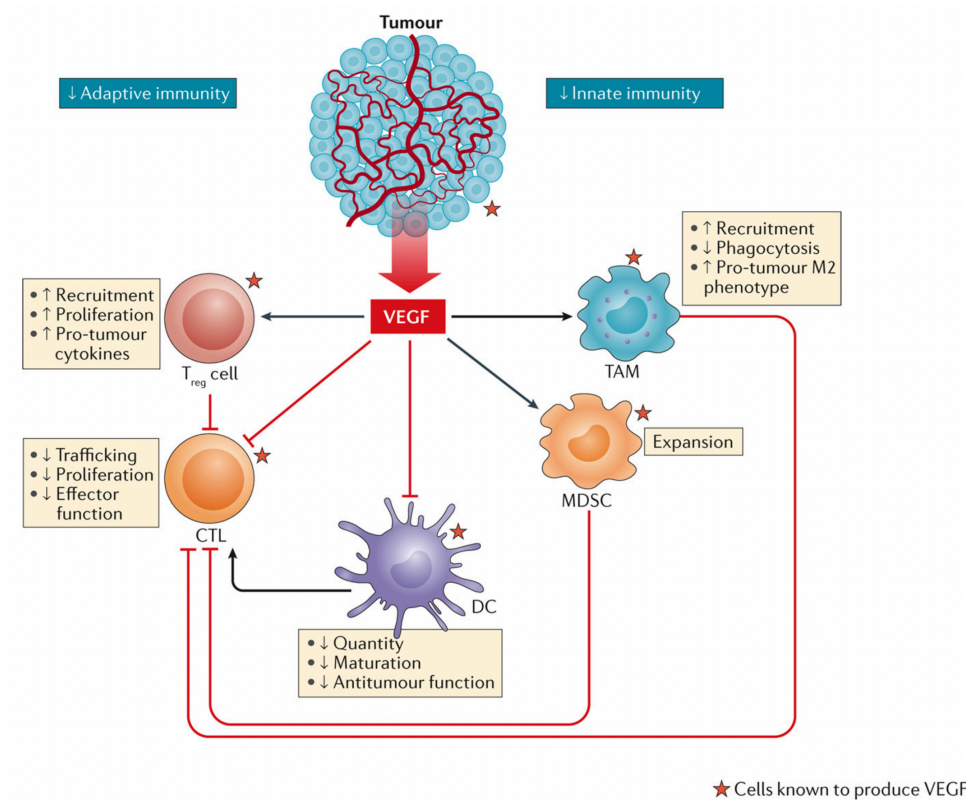 Tumour
↓ Adaptive immunity
↓ Innate immunity
• ↑ Recruitment
• ↓ Phagocytosis
• ↑ Pro-tumour M2
phenotype
• ↑ Recruitment
• ↑ Proliferation
• ↑ Pro-tumour
cytokines
VEGF
TAM
Treg cell
Expansion
• ↓ Trafficking
• ↓ Proliferation
• ↓ Effector
function
MDSC
CTL
DC
• ↓ Quantity
• ↓ Maturation
• ↓ Antitumour function
★ Cells known to produce VEGF